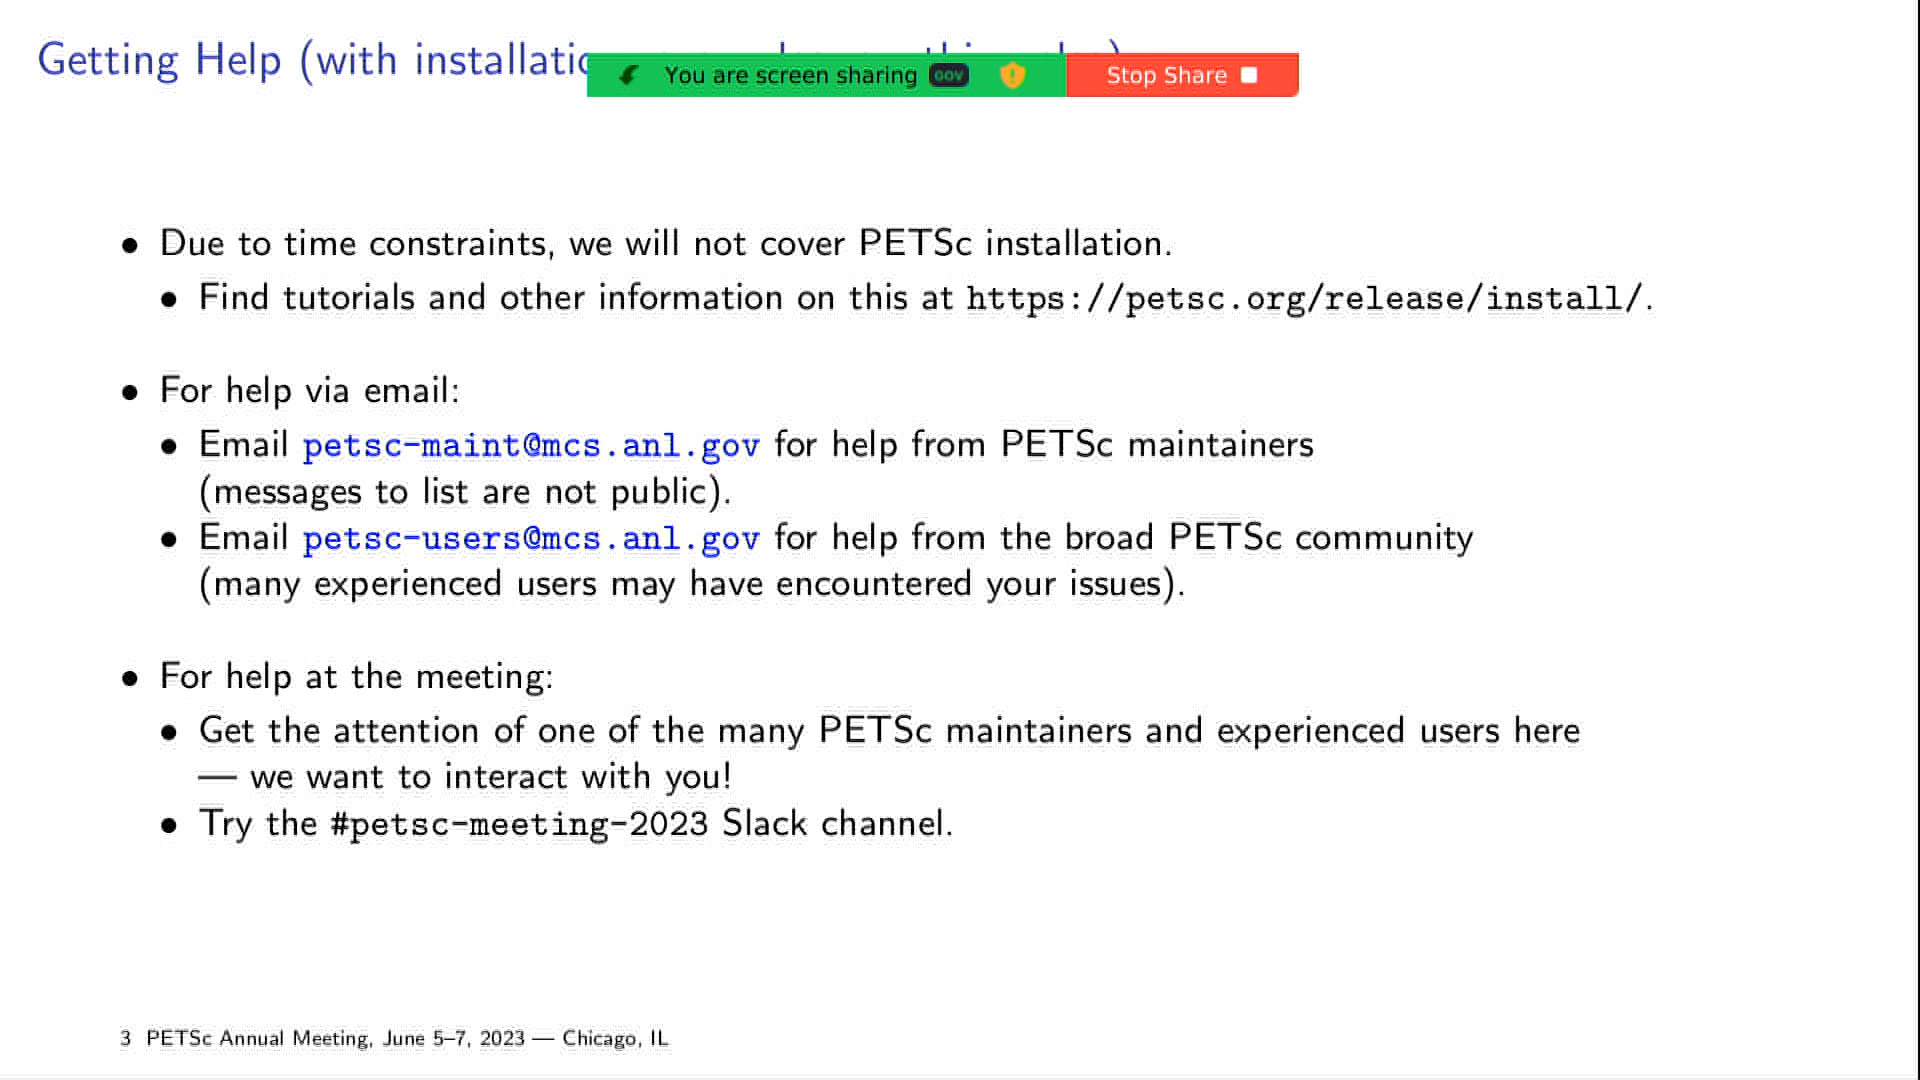 Getting Help (with installation
You are screen sharing GOV Stop Share
• Due to time constraints, we will not cover PETSc installation.
• Find tutorials and other information on this at https://petsc.org/release/install/.
• For help via email:
• Email petsc-maint@mcs.anl.gov for help from PETSc maintainers
(messages to list are not public).
• Email petsc-users@mcs.anl.gov for help from the broad PETSc community
(many experienced users may have encountered your issues).
• For help at the meeting:
• Get the attention of one of the many PETSc maintainers and experienced users here
— we want to interact with you!
• Try the #petsc-meeting-2023 Slack channel.
3 PETSc Annual Meeting, June 5–7, 2023 — Chicago, IL